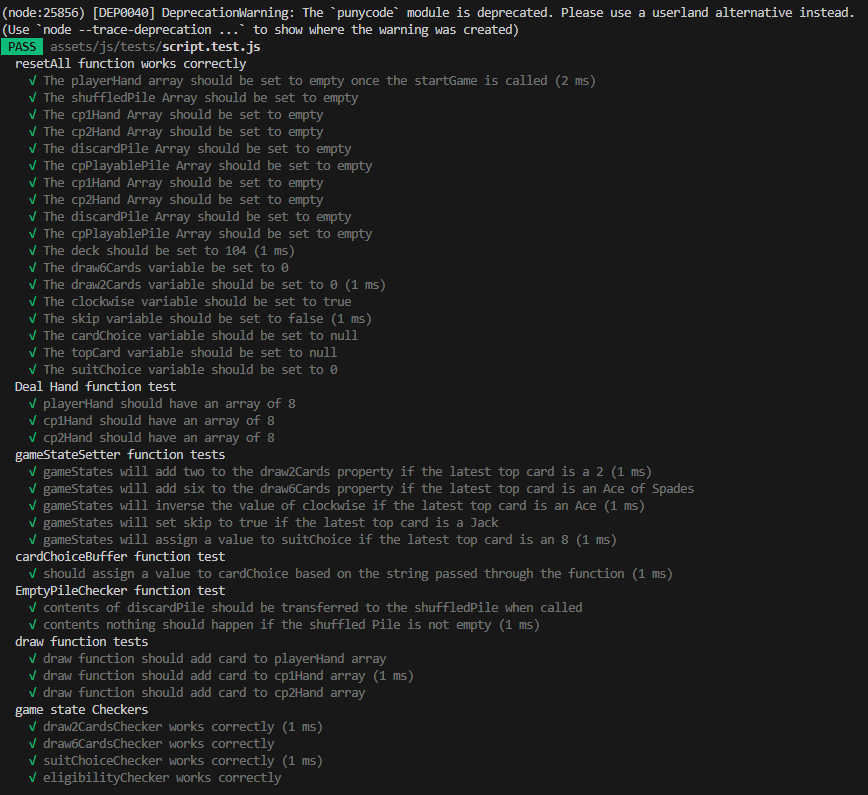 (node:25856) [DEP0040] DeprecationWarning: The `punycode` module is deprecated. Please use a userland alternative instead.
(Use `node --trace-deprecation ...` to show where the warning was created)
PASS assets/js/tests/script.test.js
resetAll function works correctly
√ The playerHand array should be set to empty once the startGame is called (2 ms)
√ The shuffledPile Array should be set to empty
√ The cp1Hand Array should be set to empty
√ The cp2Hand Array should be set to empty
√ The discardPile Array should be set to empty
√ The cpPlayablePile Array should be set to empty
√ The cp1Hand Array should be set to empty
√ The cp2Hand Array should be set to empty
√ The discardPile Array should be set to empty
√ The cpPlayablePile Array should be set to empty
√ The deck should be set to 104 (1 ms)
√ The draw6Cards variable be set to 0
√ The draw2Cards variable should be set to 0 (1 ms)
√ The clockwise variable should be set to true
√ The skip variable should be set to false (1 ms)
√ The cardChoice variable should be set to null
√ The topCard variable should be set to null
√ The suitChoice variable should be set to 0
Deal Hand function test
√ playerHand should have an array of 8
√ cp1Hand should have an array of 8
√ cp2Hand should have an array of 8
gameStateSetter function tests
√ gameStates will add two to the draw2Cards property if the latest top card is a 2 (1 ms)
√ gameStates will add six to the draw6Cards property if the latest top card is an Ace of Spades
√ gameStates will inverse the value of clockwise if the latest top card is an Ace (1 ms)
√ gameStates will set skip to true if the latest top card is a Jack
√ gameStates will assign a value to suitChoice if the latest top card is an 8 (1 ms)
cardChoiceBuffer function test
√ should assign a value to cardChoice based on the string passed through the function (1 ms)
EmptyPileChecker function test
√ contents of discardPile should be transferred to the shuffledPile when called
√ contents nothing should happen if the shuffled Pile is not empty (1 ms)
draw function tests
√ draw function should add card to playerHand array
√ draw function should add card to cp1Hand array (1 ms)
√ draw function should add card to cp2Hand array
game state Checkers
√ draw2CardsChecker works correctly (1 ms)
√ draw6CardsChecker works correctly
√ suitChoiceChecker works correctly (1 ms)
√ eligibilityChecker works correctly